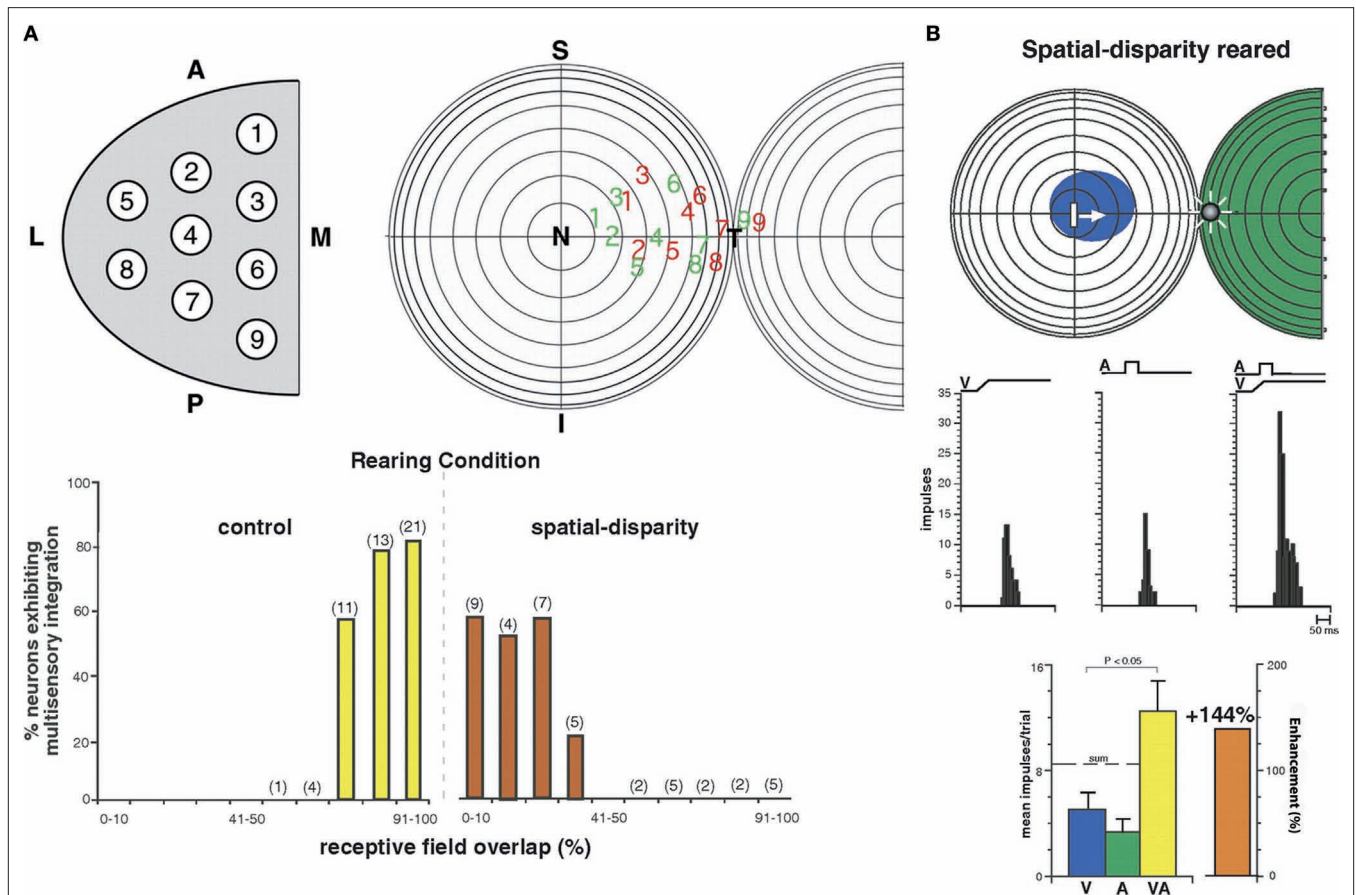 A
A
L
M
P
1
2
3
5
4
6
8
7
9
S
N
T
I
3
6
3
1
6
1
4
9
9
7
2
4
2
5
7
5
8
8
Rearing Condition
control
spatial-disparity
% neurons exhibiting
multisensory integration
100
80
60
40
20
0
(1)
(4)
(11)
(13)
(21)
(9)
(4)
(7)
(5)
(2)
(5)
(2)
(2)
(5)
0-10
41-50
91-100
0-10
41-50
91-100
receptive field overlap (%)
B
Spatial-disparity reared
V
A
A
V
impulses
35
30
25
20
15
10
5
0
50 ms
mean impulses/trial
16
8
0
P < 0.05
sum
V
A
VA
+144%
200
100
0
Enhancement (%)